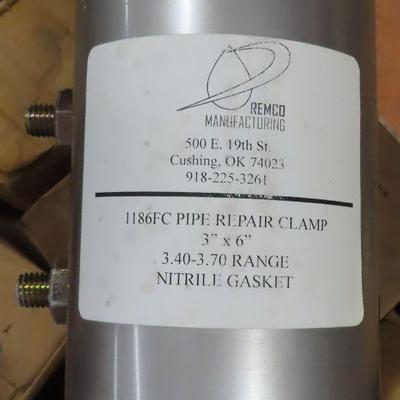 REMCO
MANUFACTURING
500 E. 19th St.
Cushing, OK 74023
918-225-3261
1186FC PIPE REPAIR CLAMP
3” x 6”
3.40-3.70 RANGE
NITRILE GASKET